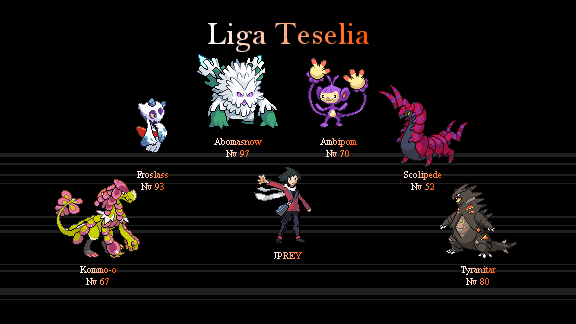 Liga Teselia
Abomasnow
Nv 97
Ambipom
Nv 70
Froslass
Nv 93
Scolipede
Nv 52
JPREY
Kommo-o
Nv 67
Tyranitar
Nv 80